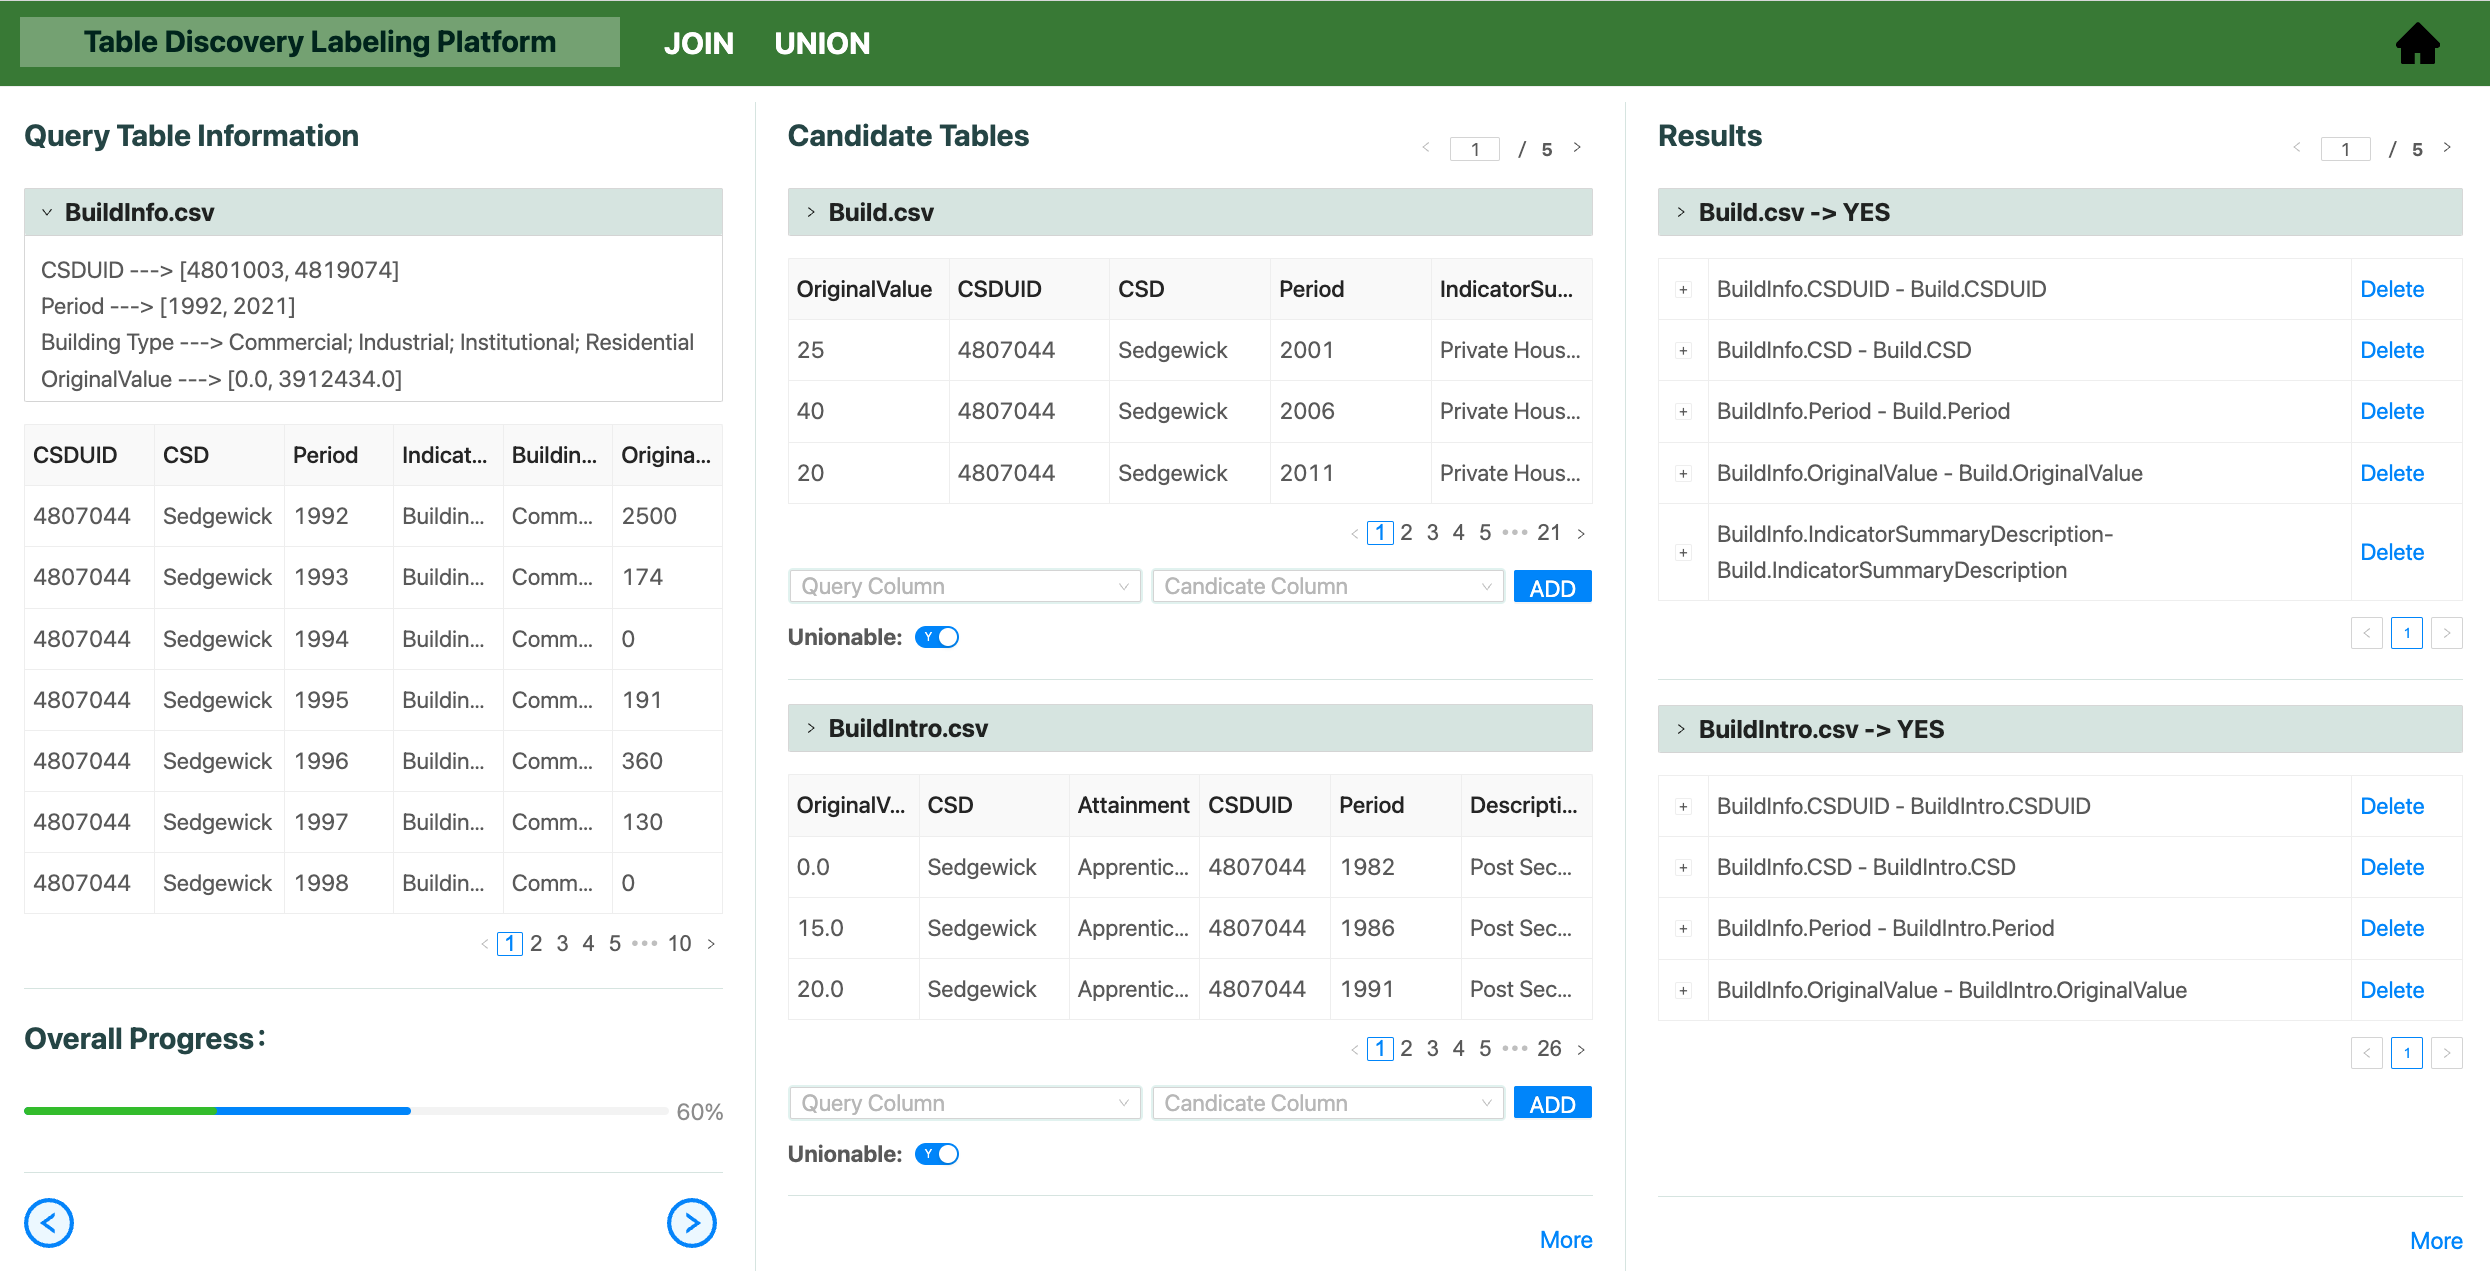 Table Discovery Labeling Platform
JOIN
UNION
Query Table Information
BuildInfo.csv
CSDUID ---> [4801003, 4819074]
Period ---> [1992, 2021]
Building Type ---> Commercial; Industrial; Institutional; Residential
OriginalValue ---> [0.0, 3912434.0]
CSDUID CSD Period Indicat... Buildin... Origina...
4807044 Sedgewick 1992 Buildin... Comm... 2500
4807044 Sedgewick 1993 Buildin... Comm... 174
4807044 Sedgewick 1994 Buildin... Comm... 0
4807044 Sedgewick 1995 Buildin... Comm... 191
4807044 Sedgewick 1996 Buildin... Comm... 360
4807044 Sedgewick 1997 Buildin... Comm... 130
4807044 Sedgewick 1998 Buildin... Comm... 0
< 1 2 3 4 5 ••• 10 >
Overall Progress:
60%
< >
Candidate Tables
< 1 / 5 >
> Build.csv
OriginalValue CSDUID CSD Period IndicatorSu...
25 4807044 Sedgewick 2001 Private Hous...
40 4807044 Sedgewick 2006 Private Hous...
20 4807044 Sedgewick 2011 Private Hous...
< 1 2 3 4 5 ••• 21 >
Query Column Candicate Column ADD
Unionable: Y
> BuildIntro.csv
OriginalV... CSD Attainment CSDUID Period Descripti...
0.0 Sedgewick Apprentic... 4807044 1982 Post Sec...
15.0 Sedgewick Apprentic... 4807044 1986 Post Sec...
20.0 Sedgewick Apprentic... 4807044 1991 Post Sec...
< 1 2 3 4 5 ••• 26 >
Query Column Candicate Column ADD
Unionable: Y
More
Results
< 1 / 5 >
> Build.csv -> YES
+ BuildInfo.CSDUID - Build.CSDUID Delete
+ BuildInfo.CSD - Build.CSD Delete
+ BuildInfo.Period - Build.Period Delete
+ BuildInfo.OriginalValue - Build.OriginalValue Delete
+ BuildInfo.IndicatorSummaryDescription-
Build.IndicatorSummaryDescription Delete
< 1 >
> BuildIntro.csv -> YES
+ BuildInfo.CSDUID - BuildIntro.CSDUID Delete
+ BuildInfo.CSD - BuildIntro.CSD Delete
+ BuildInfo.Period - BuildIntro.Period Delete
+ BuildInfo.OriginalValue - BuildIntro.OriginalValue Delete
< 1 >
More